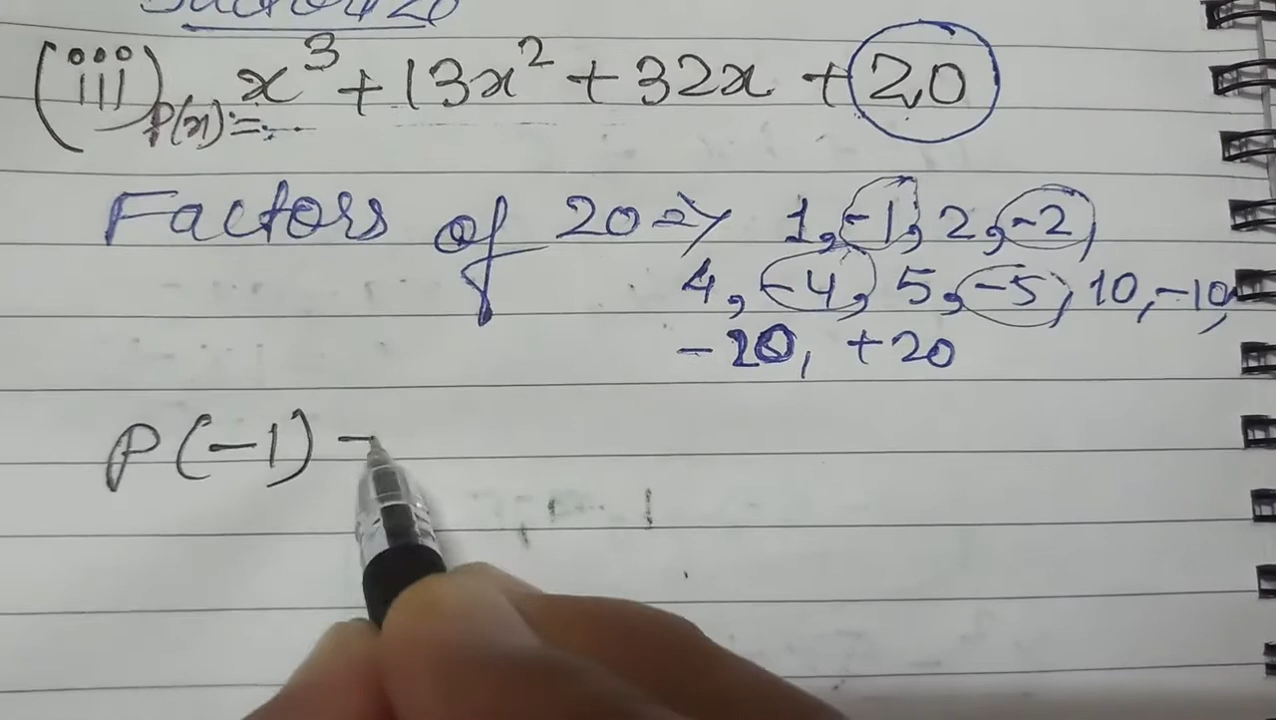 (iii) x³ + 13x² + 32x + 20
P(x) =
Factors of 20 => 1, -1, 2, -2,
4, -4, 5, -5, 10, -10,
-20, +20
P(-1) =